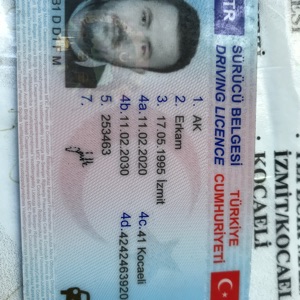 TR
SÜRÜCÜ BELGESİ
DRIVING LICENCE
TÜRKİYE
CUMHURİYETİ
1. AK
2. Erkam
3. 17.05.1995 İzmit
4a. 11.02.2020
4c. 41 Kocaeli
4b. 11.02.2030
4d. 4242463920
5. 253463
7.
İZMİT/KOCAELİ
KOCAELİ